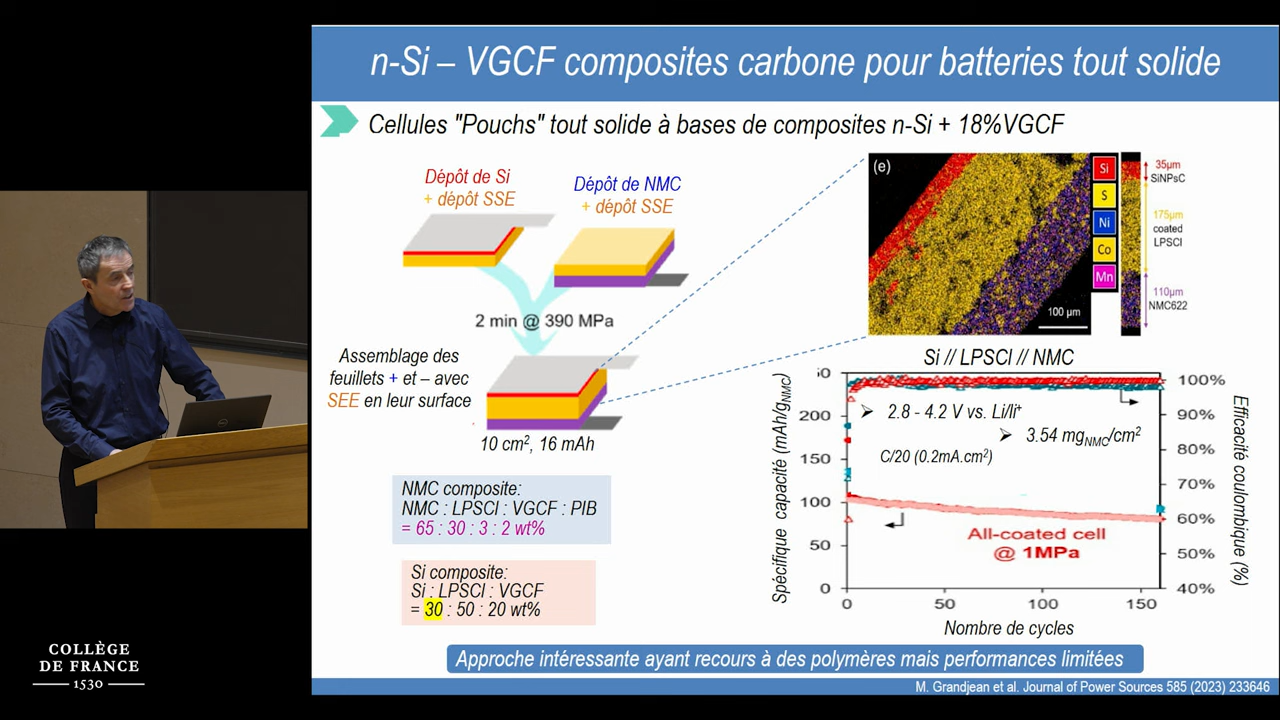 n-Si – VGCF composites carbone pour batteries tout solide
Cellules "Pouchs" tout solide à bases de composites n-Si + 18%VGCF
Dépôt de Si
+ dépôt SSE
Dépôt de NMC
+ dépôt SSE
2 min @ 390 MPa
Assemblage des
feuillets + et – avec
SEE en leur surface
10 cm², 16 mAh
NMC composite:
NMC : LPSCI : VGCF : PIB
= 65 : 30 : 3 : 2 wt%
Si composite:
Si : LPSCI : VGCF
= 30 : 50 : 20 wt%
(e)
Si
S
Ni
Co
Mn
100 µm
35µm
SiNPsC
175µm
coated
LPSCl
110µm
NMC622
Si // LPSCI // NMC
Spécifique capacité (mAh/gNMC)
200
150
100
50
0
2.8 - 4.2 V vs. Li/li⁺
3.54 mgNMC/cm²
C/20 (0.2mA.cm²)
All-coated cell
@ 1MPa
100%
90%
80%
70%
60%
50%
40%
Efficacité coulombique (%)
0
50
100
150
Nombre de cycles
Approche intéressante ayant recours à des polymères mais performances limitées
M. Grandjean et al. Journal of Power Sources 585 (2023) 233646
COLLÈGE
DE FRANCE
1530